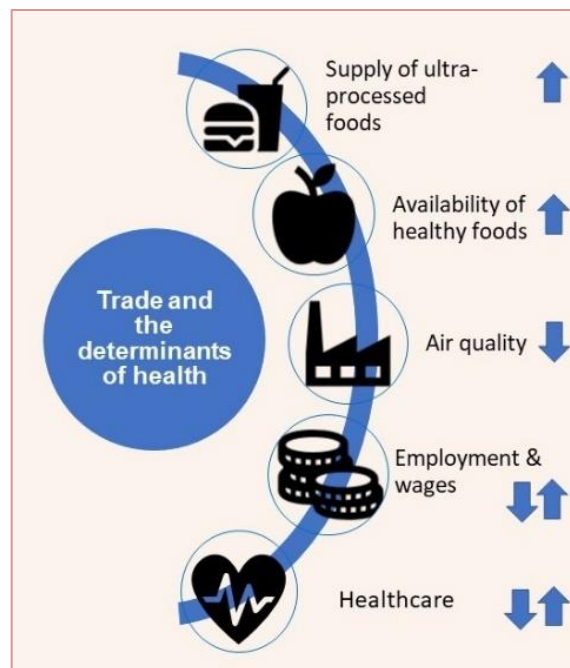 Supply of ultra-
processed
foods
Availability of
healthy foods
Trade and
the
determinants
of health
Air quality
Employment &
wages
Healthcare